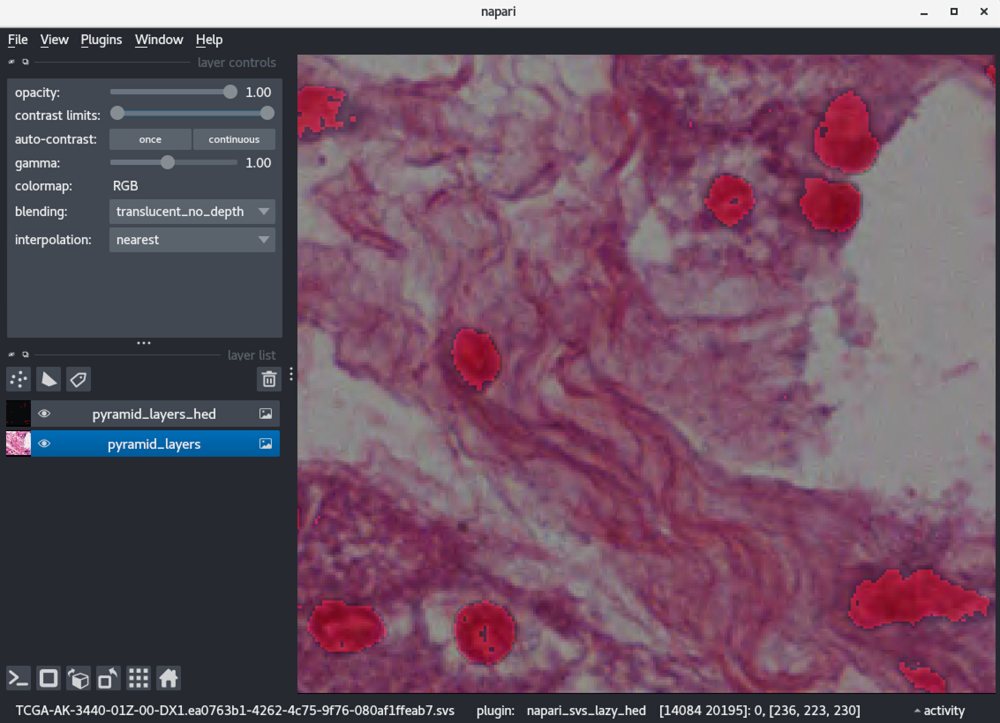 napari
File View Plugins Window Help
layer controls
opacity: 1.00
contrast limits:
auto-contrast: once continuous
gamma: 1.00
colormap: RGB
blending: translucent_no_depth
interpolation: nearest
layer list
pyramid_layers_hed
pyramid_layers
TCGA-AK-3440-01Z-00-DX1.ea0763b1-4262-4c75-9f76-080af1ffeab7.svs plugin: napari_svs_lazy_hed [14084 20195]: 0, [236, 223, 230] activity